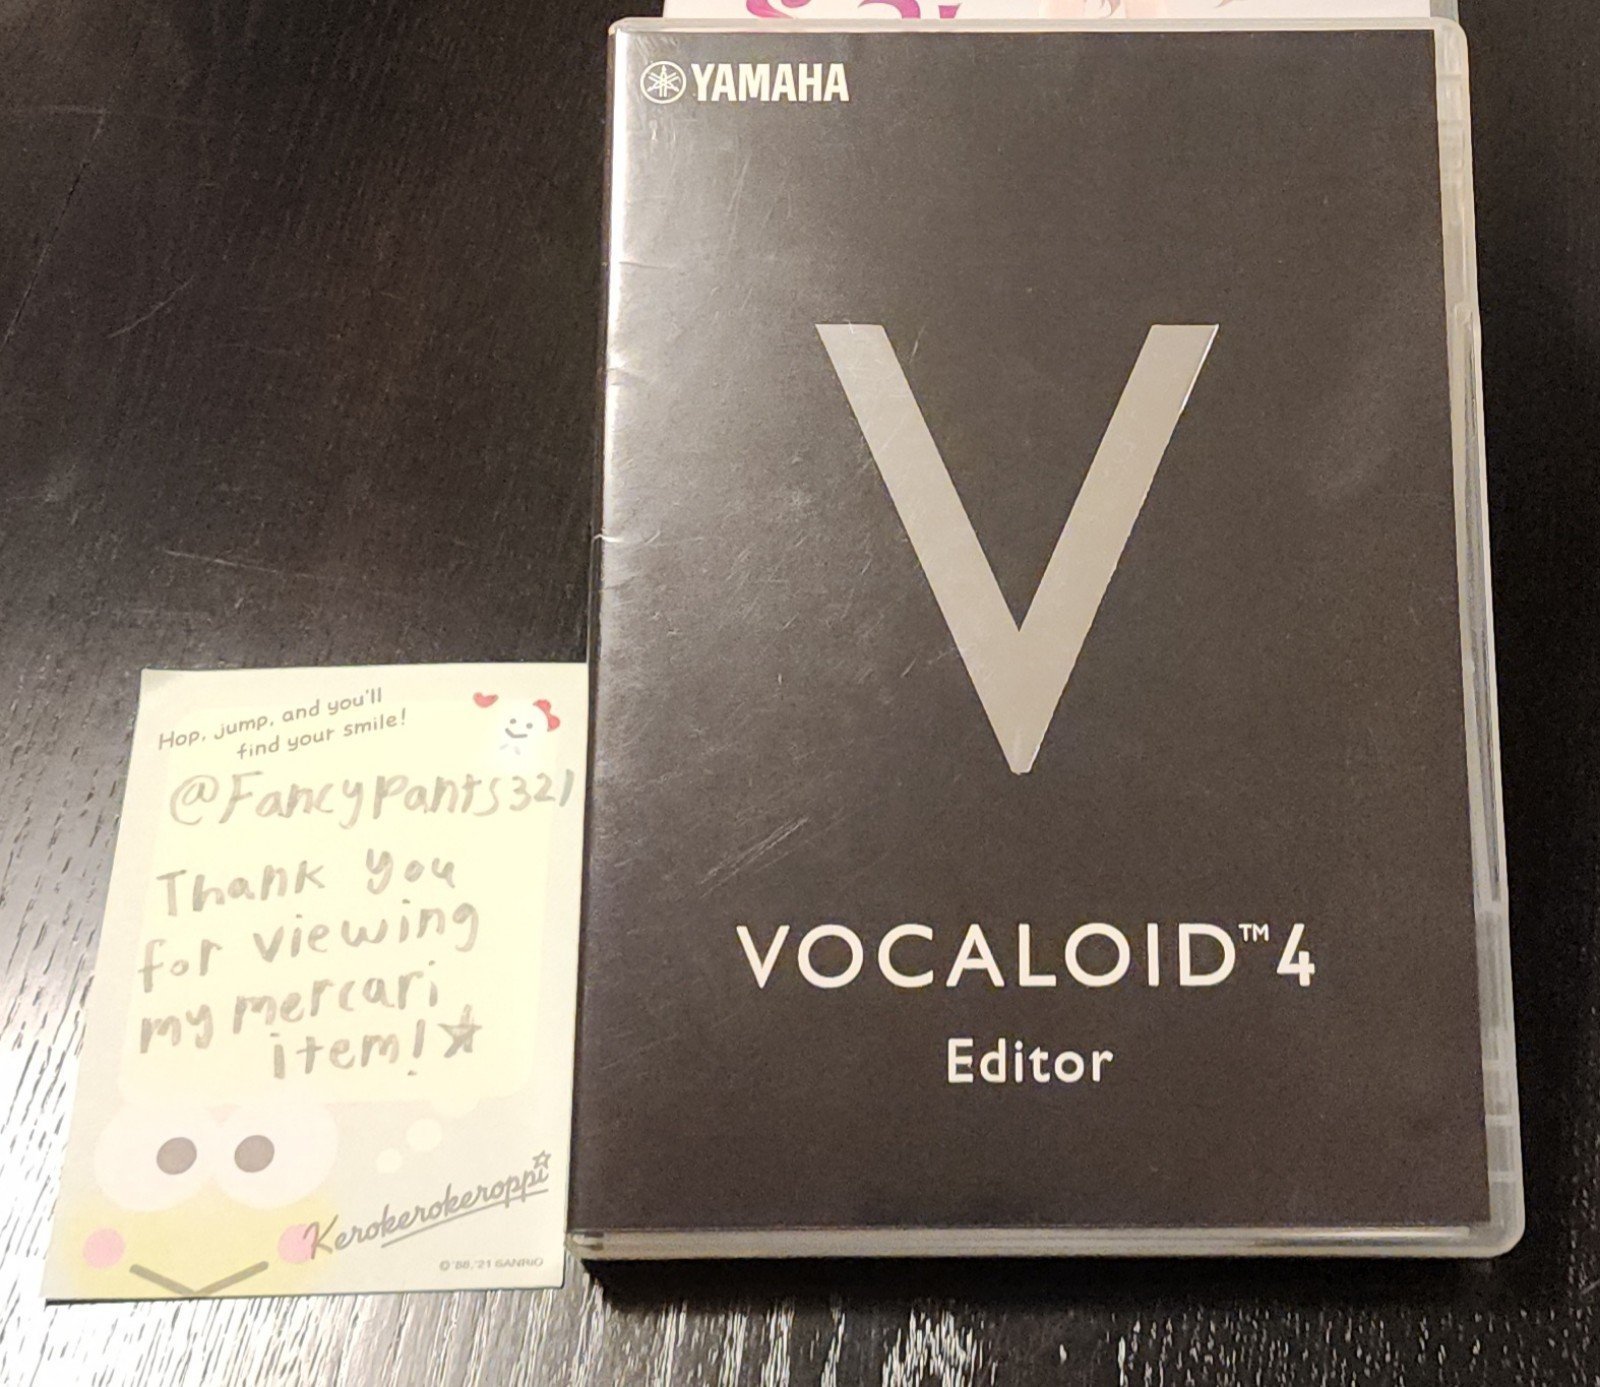 YAMAHA
V
VOCALOID™4
Editor
Hop, jump, and you'll
find your smile!
@Fancypants321
Thank you
for viewing
my mercari
item!☆
Kerokerokeroppi
©'88,'21 SANRIO